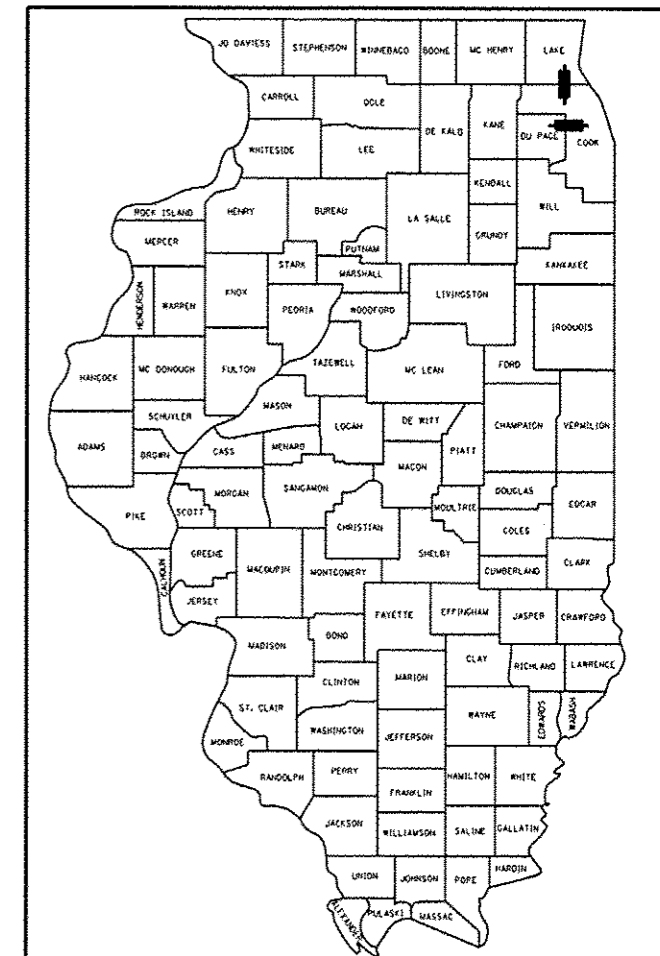 JO DAVIESS
STEPHENSON
WINNEBAGO
BOONE
MC HENRY
LAKE
CARROLL
OGLE
DE KALB
KANE
DU PAGE
COOK
WHITESIDE
LEE
KENDALL
WILL
ROCK ISLAND
HENRY
BUREAU
LA SALLE
GRUNDY
MERCER
PUTNAM
KANKAKEE
STARK
MARSHALL
HENDERSON
WARREN
KNOX
PEORIA
WOODFORD
LIVINGSTON
IROQUOIS
HANCOCK
MC DONOUGH
FULTON
TAZEWELL
MC LEAN
FORD
SCHUYLER
MASON
LOGAN
DE WITT
CHAMPAIGN
VERMILION
ADAMS
BROWN
CASS
MENARD
PIATT
MACON
PIKE
SCOTT
MORGAN
SANGAMON
MOULTRIE
DOUGLAS
EDGAR
CHRISTIAN
COLES
CALHOUN
GREENE
MACOUPIN
MONTGOMERY
SHELBY
CUMBERLAND
CLARK
JERSEY
FAYETTE
EFFINGHAM
JASPER
CRAWFORD
MADISON
BOND
CLAY
RICHLAND
LAWRENCE
CLINTON
MARION
ST. CLAIR
WAYNE
EDWARDS
WABASH
MONROE
WASHINGTON
JEFFERSON
RANDOLPH
PERRY
HAMILTON
WHITE
FRANKLIN
JACKSON
WILLIAMSON
SALINE
GALLATIN
UNION
JOHNSON
POPE
HARDIN
ALEXANDER
PULASKI
MASSAC